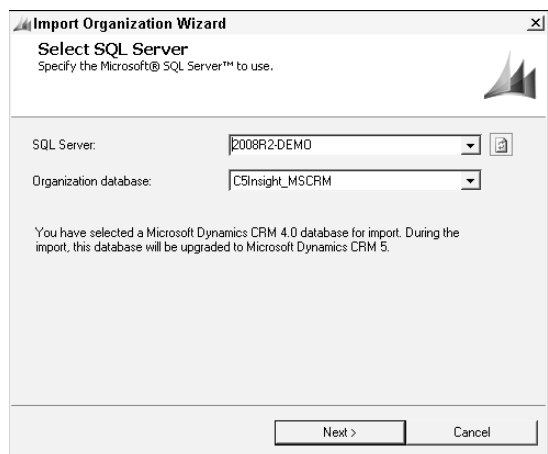 Import Organization Wizard
Select SQL Server
Specify the Microsoft® SQL Server™ to use.
SQL Server:
2008R2-DEMO
Organization database:
C5Insight_MSCRM
You have selected a Microsoft Dynamics CRM 4.0 database for import. During the
import, this database will be upgraded to Microsoft Dynamics CRM 5.
Next >
Cancel